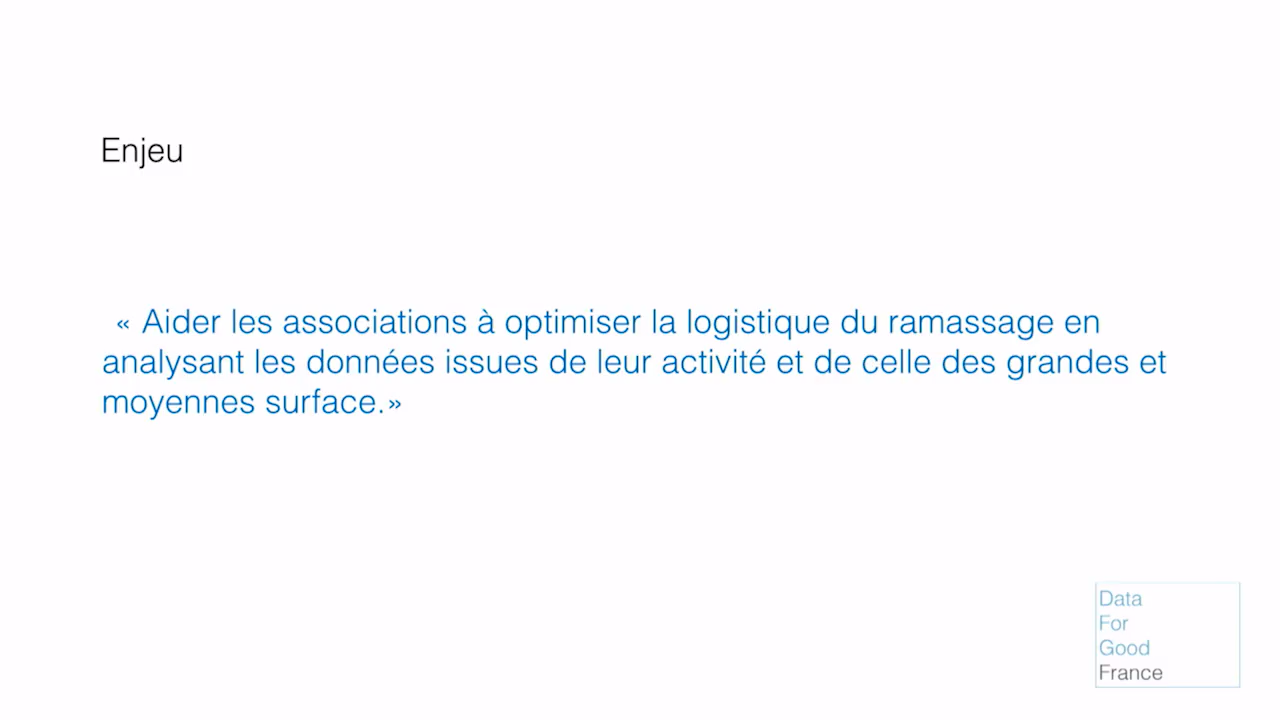 Enjeu
« Aider les associations à optimiser la logistique du ramassage en
analysant les données issues de leur activité et de celle des grandes et
moyennes surface.»
Data
For
Good
France